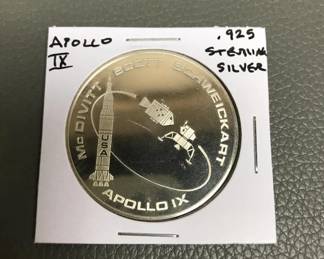 APOLLO
IX
.925
STERLING
SILVER
McDIVITT SCOTT SCHWEICKART
USA
APOLLO IX